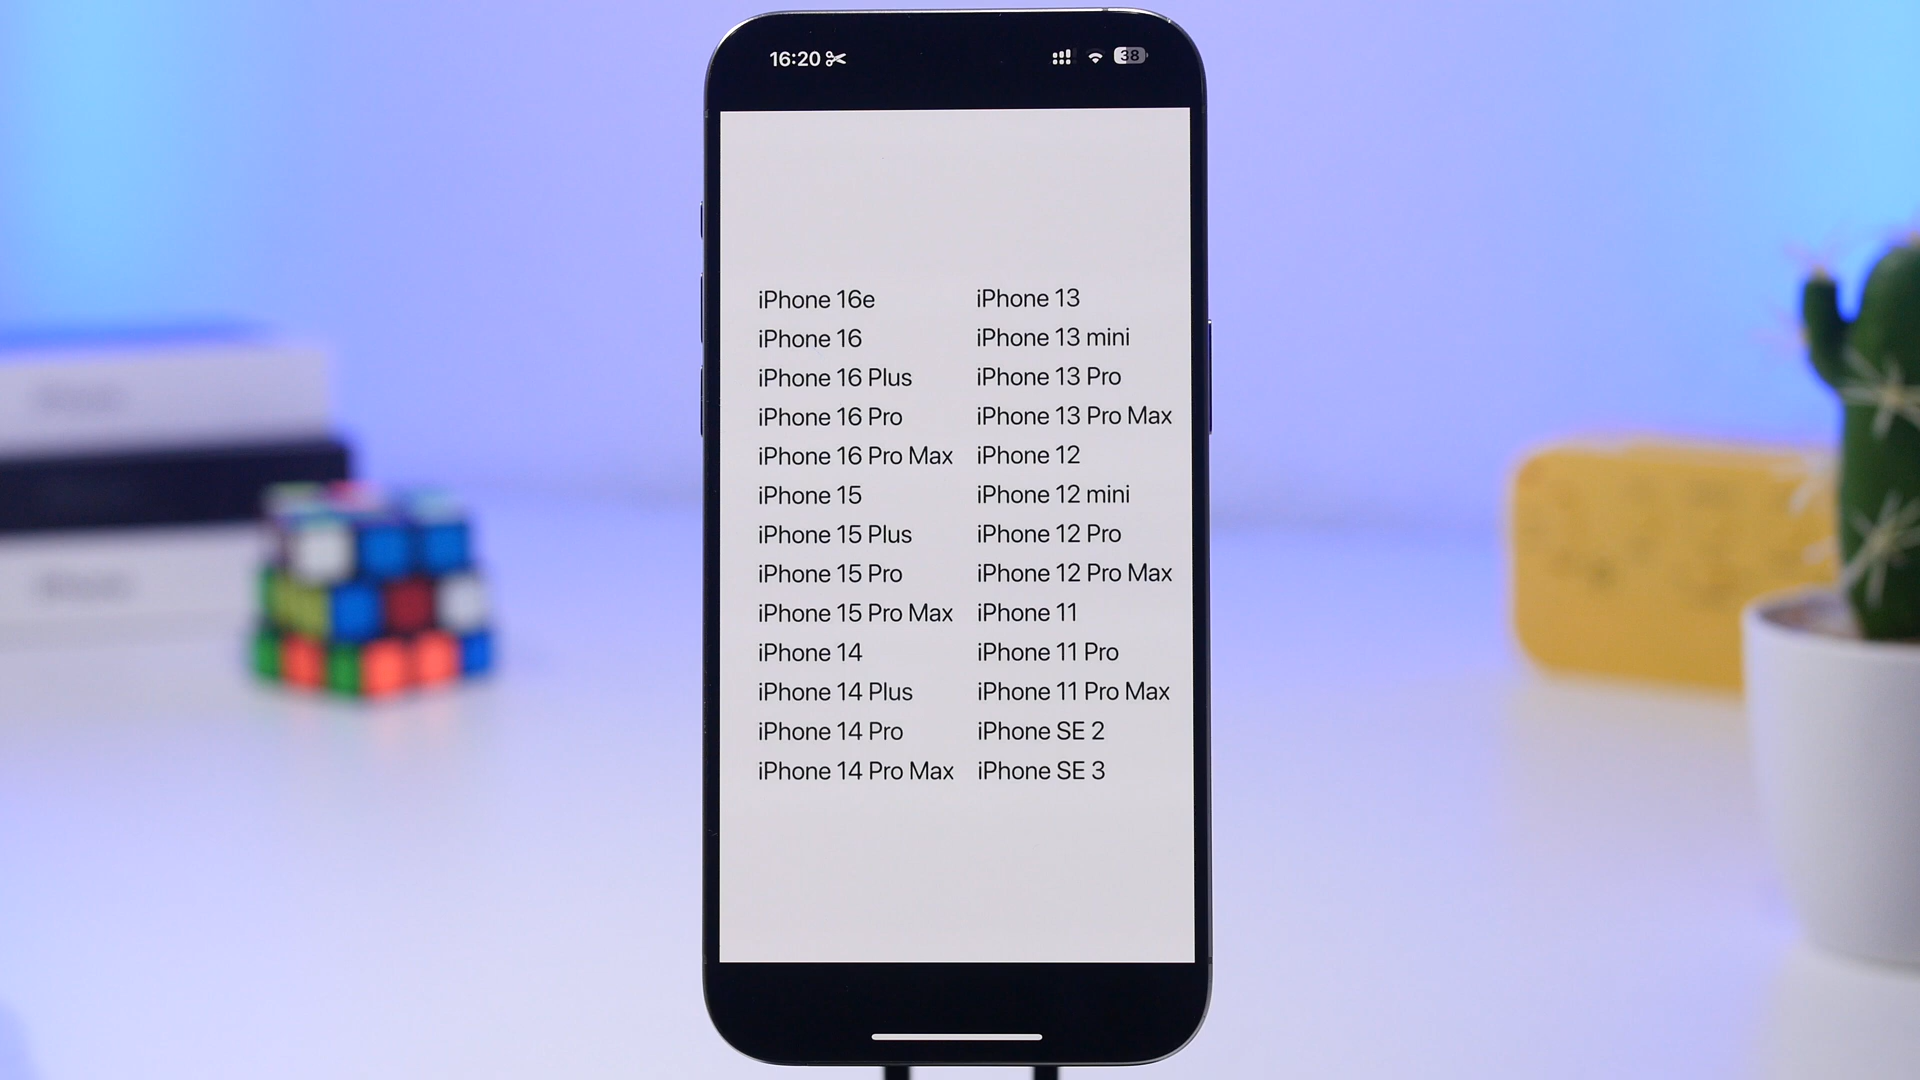 16:20
38
iPhone 16e
iPhone 16
iPhone 16 Plus
iPhone 16 Pro
iPhone 16 Pro Max
iPhone 15
iPhone 15 Plus
iPhone 15 Pro
iPhone 15 Pro Max
iPhone 14
iPhone 14 Plus
iPhone 14 Pro
iPhone 14 Pro Max
iPhone 13
iPhone 13 mini
iPhone 13 Pro
iPhone 13 Pro Max
iPhone 12
iPhone 12 mini
iPhone 12 Pro
iPhone 12 Pro Max
iPhone 11
iPhone 11 Pro
iPhone 11 Pro Max
iPhone SE 2
iPhone SE 3